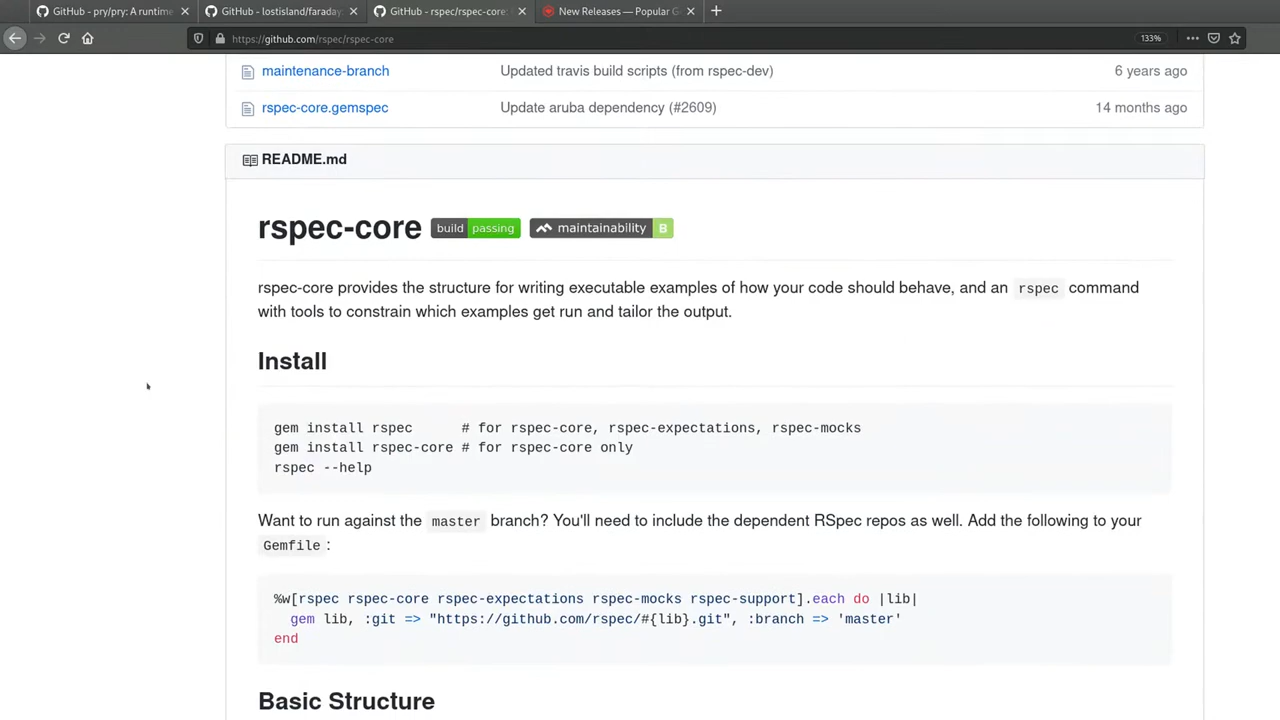 GitHub - pry/pry: A runtime
GitHub - lostisland/faraday:
GitHub - rspec/rspec-core:
New Releases — Popular G
https://github.com/rspec/rspec-core
133%
maintenance-branch Updated travis build scripts (from rspec-dev) 6 years ago
rspec-core.gemspec Update aruba dependency (#2609) 14 months ago
README.md
rspec-core build passing maintainability B
rspec-core provides the structure for writing executable examples of how your code should behave, and an rspec command
with tools to constrain which examples get run and tailor the output.
Install
gem install rspec      # for rspec-core, rspec-expectations, rspec-mocks
gem install rspec-core # for rspec-core only
rspec --help
Want to run against the master branch? You'll need to include the dependent RSpec repos as well. Add the following to your
Gemfile :
%w[rspec rspec-core rspec-expectations rspec-mocks rspec-support].each do |lib|
  gem lib, :git => "https://github.com/rspec/#{lib}.git", :branch => 'master'
end
Basic Structure